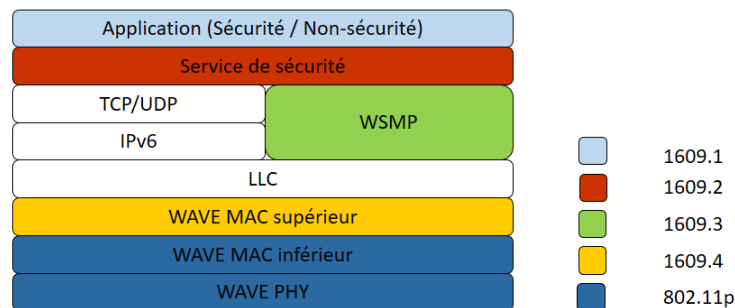 Application (Sécurité / Non-sécurité)
Service de sécurité
TCP/UDP
IPv6
WSMP
LLC
WAVE MAC supérieur
WAVE MAC inférieur
WAVE PHY
1609.1
1609.2
1609.3
1609.4
802.11p